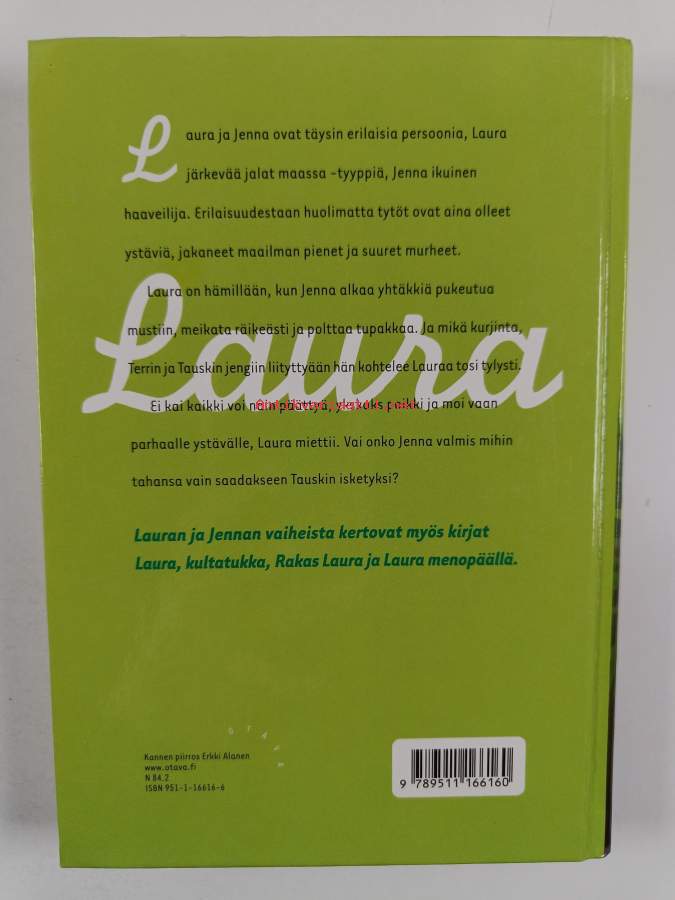 Laura ja Jenna ovat täysin erilaisia persoonia, Laura
järkevää jalat maassa -tyyppiä, Jenna ikuinen
haaveilija. Erilaisuudestaan huolimatta tytöt ovat aina olleet
ystäviä, jakaneet maailman pienet ja suuret murheet.
Laura on hämillään, kun Jenna alkaa yhtäkkiä pukeutua
mustiin, meikata räikeästi ja polttaa tupakkaa. Ja mikä kurjinta,
Laura
Terrin ja Tauskin jengiin liityttyään hän kohtelee Lauraa tosi tylysti.
Ei kai kaikki voi näin päättyä, yks kaks poikki ja moi vaan
parhaalle ystävälle, Laura miettii. Vai onko Jenna valmis mihin
tahansa vain saadakseen Tauskin isketyksi?
Lauran ja Jennan vaiheista kertovat myös kirjat
Laura, kultatukka, Rakas Laura ja Laura menopäällä.
OTAVA
Kannen piirros Erkki Alanen
www.otava.fi
N 84.2
ISBN 951-1-16616-6
9 789511 166160